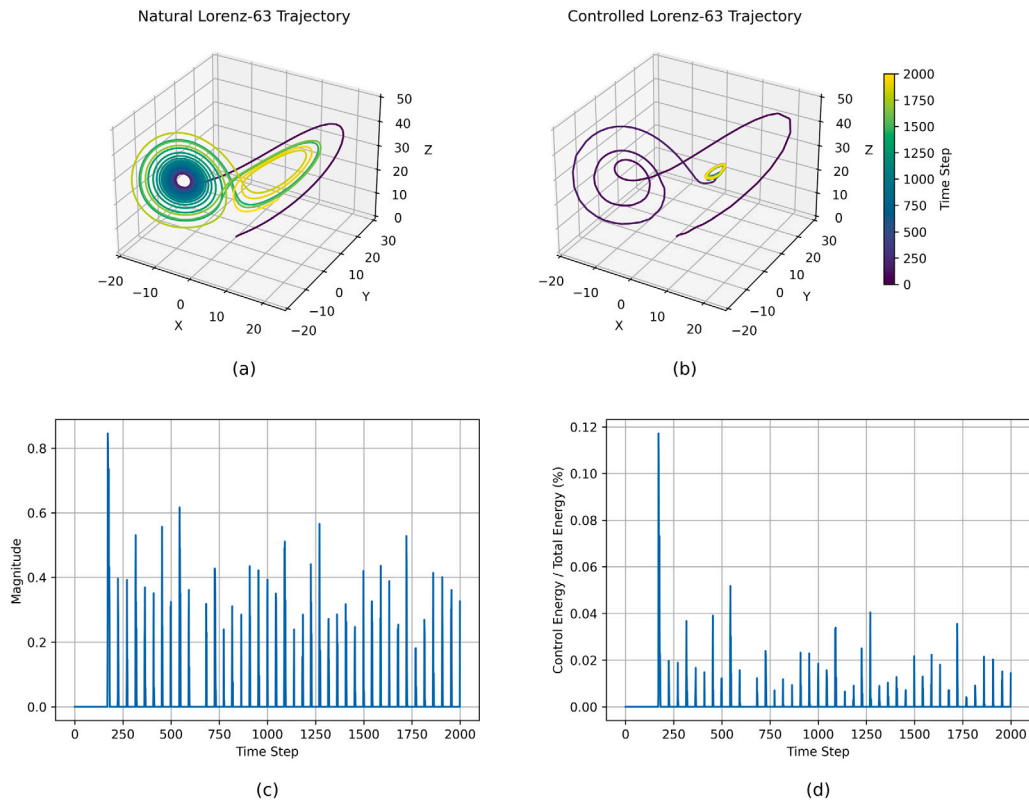 Natural Lorenz-63 Trajectory
Controlled Lorenz-63 Trajectory
50
40
30
20
10
0
Z
30
20
10
0
−10
−20
Y
−20
−10
0
10
20
X
50
40
30
20
10
0
Z
30
20
10
0
−10
−20
Y
−20
−10
0
10
20
X
2000
1750
1500
1250
1000
750
500
250
0
Time Step
(a)
(b)
0.8
0.6
0.4
0.2
0.0
Magnitude
0 250 500 750 1000 1250 1500 1750 2000
Time Step
(c)
0.12
0.10
0.08
0.06
0.04
0.02
0.00
Control Energy / Total Energy (%)
0 250 500 750 1000 1250 1500 1750 2000
Time Step
(d)